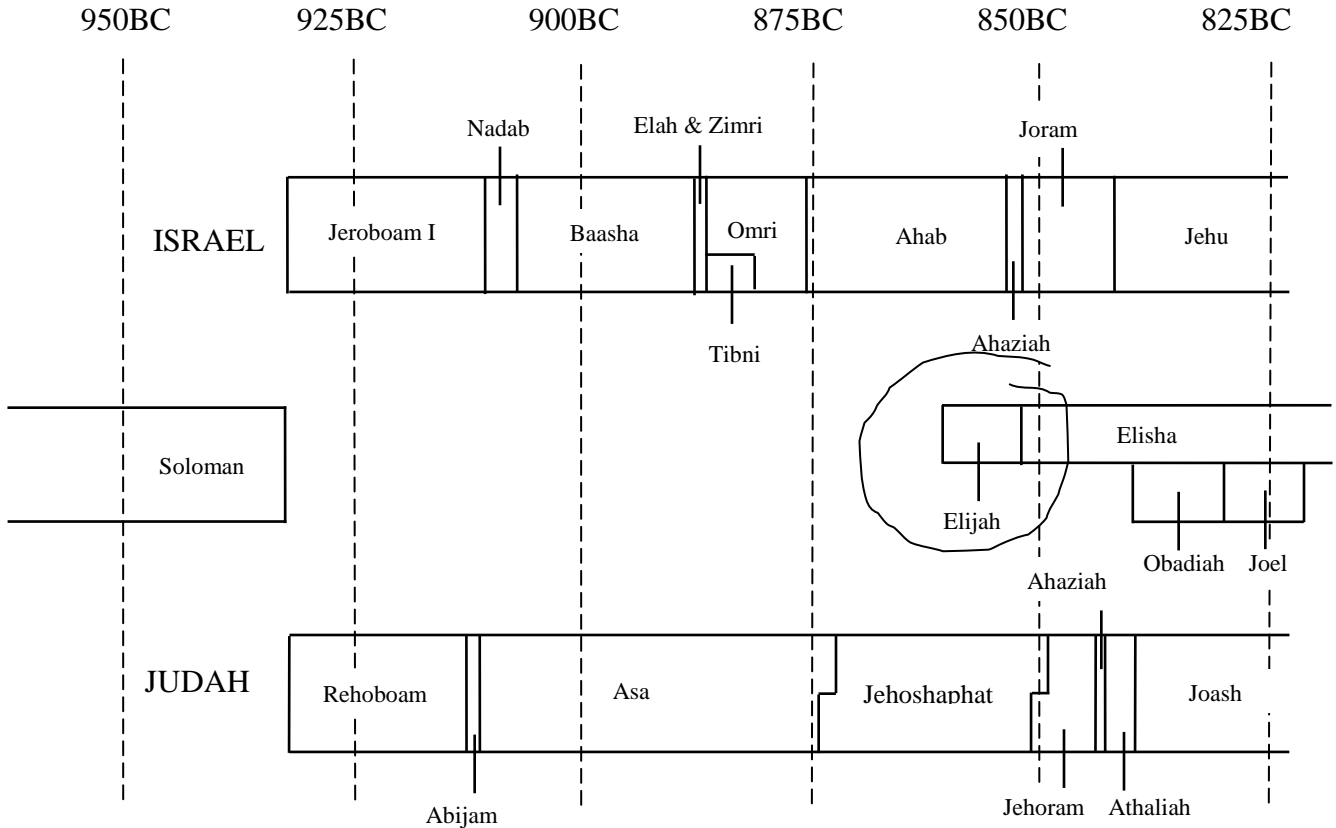 950BC 925BC 900BC 875BC 850BC 825BC
Nadab Elah & Zimri Joram
ISRAEL Jeroboam I Baasha Omri Ahab Jehu
Tibni Ahaziah
Soloman Elisha
Elijah
Obadiah Joel
Ahaziah
JUDAH Rehoboam Asa Jehoshaphat Joash
Abijam Jehoram Athaliah